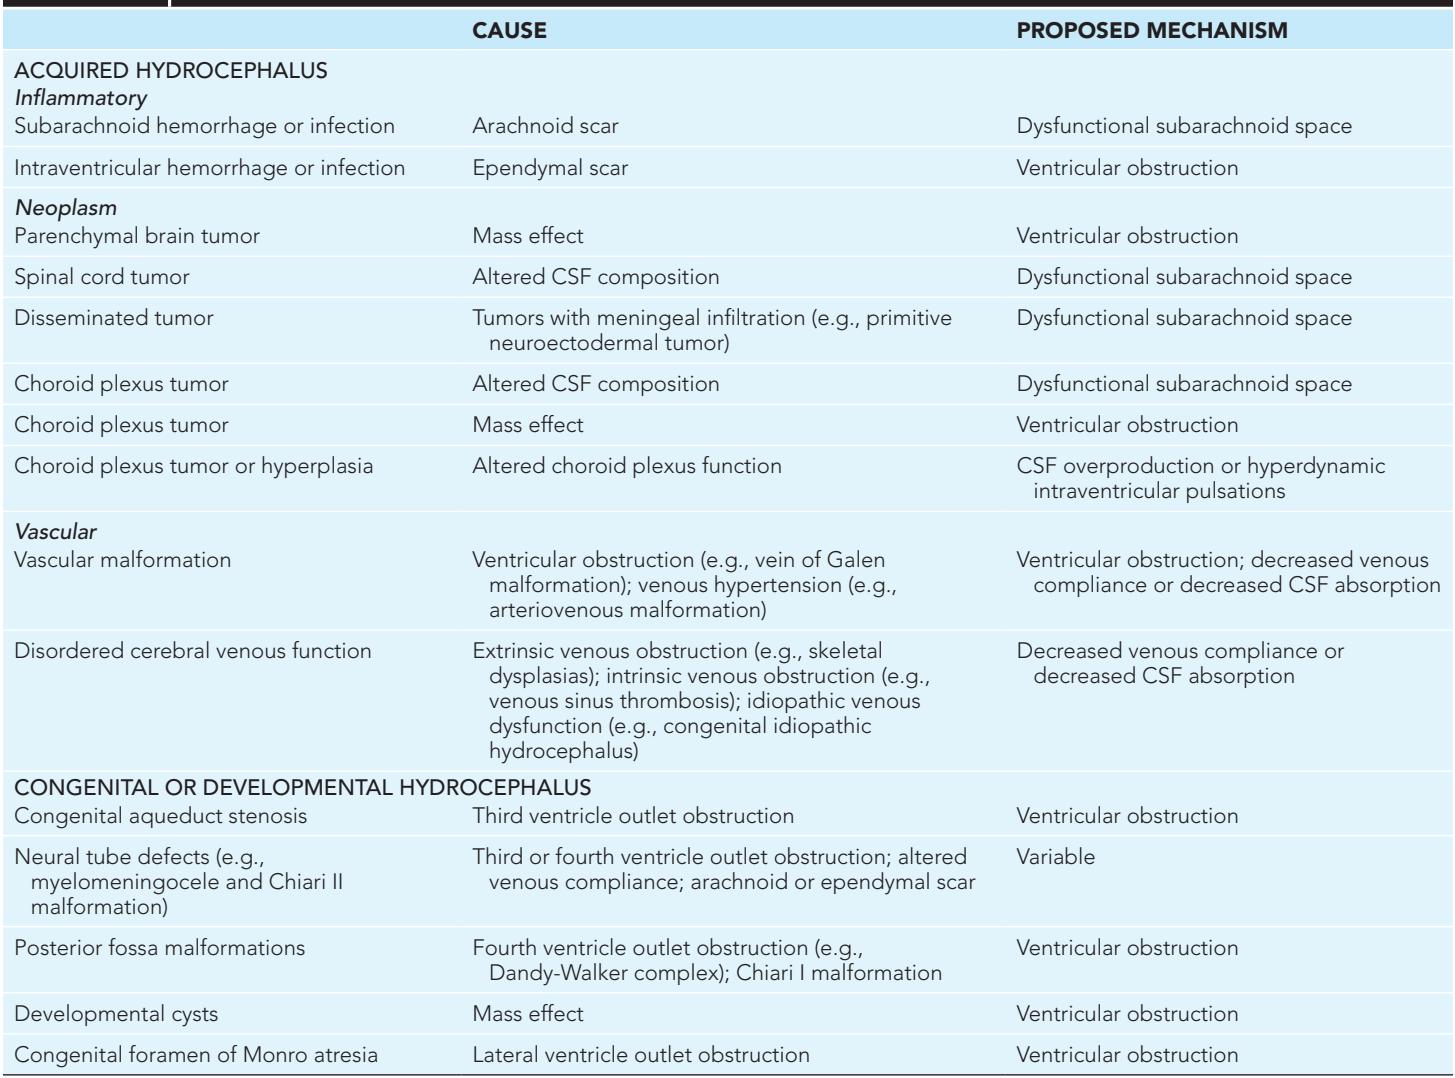 CAUSE PROPOSED MECHANISM
ACQUIRED HYDROCEPHALUS
Inflammatory
Subarachnoid hemorrhage or infection Arachnoid scar Dysfunctional subarachnoid space
Intraventricular hemorrhage or infection Ependymal scar Ventricular obstruction
Neoplasm
Parenchymal brain tumor Mass effect Ventricular obstruction
Spinal cord tumor Altered CSF composition Dysfunctional subarachnoid space
Disseminated tumor Tumors with meningeal infiltration (e.g., primitive Dysfunctional subarachnoid space
neuroectodermal tumor)
Choroid plexus tumor Altered CSF composition Dysfunctional subarachnoid space
Choroid plexus tumor Mass effect Ventricular obstruction
Choroid plexus tumor or hyperplasia Altered choroid plexus function CSF overproduction or hyperdynamic
intraventricular pulsations
Vascular
Vascular malformation Ventricular obstruction (e.g., vein of Galen Ventricular obstruction; decreased venous
malformation); venous hypertension (e.g., compliance or decreased CSF absorption
arteriovenous malformation)
Disordered cerebral venous function Extrinsic venous obstruction (e.g., skeletal Decreased venous compliance or
dysplasias); intrinsic venous obstruction (e.g., decreased CSF absorption
venous sinus thrombosis); idiopathic venous
dysfunction (e.g., congenital idiopathic
hydrocephalus)
CONGENITAL OR DEVELOPMENTAL HYDROCEPHALUS
Congenital aqueduct stenosis Third ventricle outlet obstruction Ventricular obstruction
Neural tube defects (e.g., Third or fourth ventricle outlet obstruction; altered Variable
myelomeningocele and Chiari II venous compliance; arachnoid or ependymal scar
malformation)
Posterior fossa malformations Fourth ventricle outlet obstruction (e.g., Ventricular obstruction
Dandy-Walker complex); Chiari I malformation
Developmental cysts Mass effect Ventricular obstruction
Congenital foramen of Monro atresia Lateral ventricle outlet obstruction Ventricular obstruction